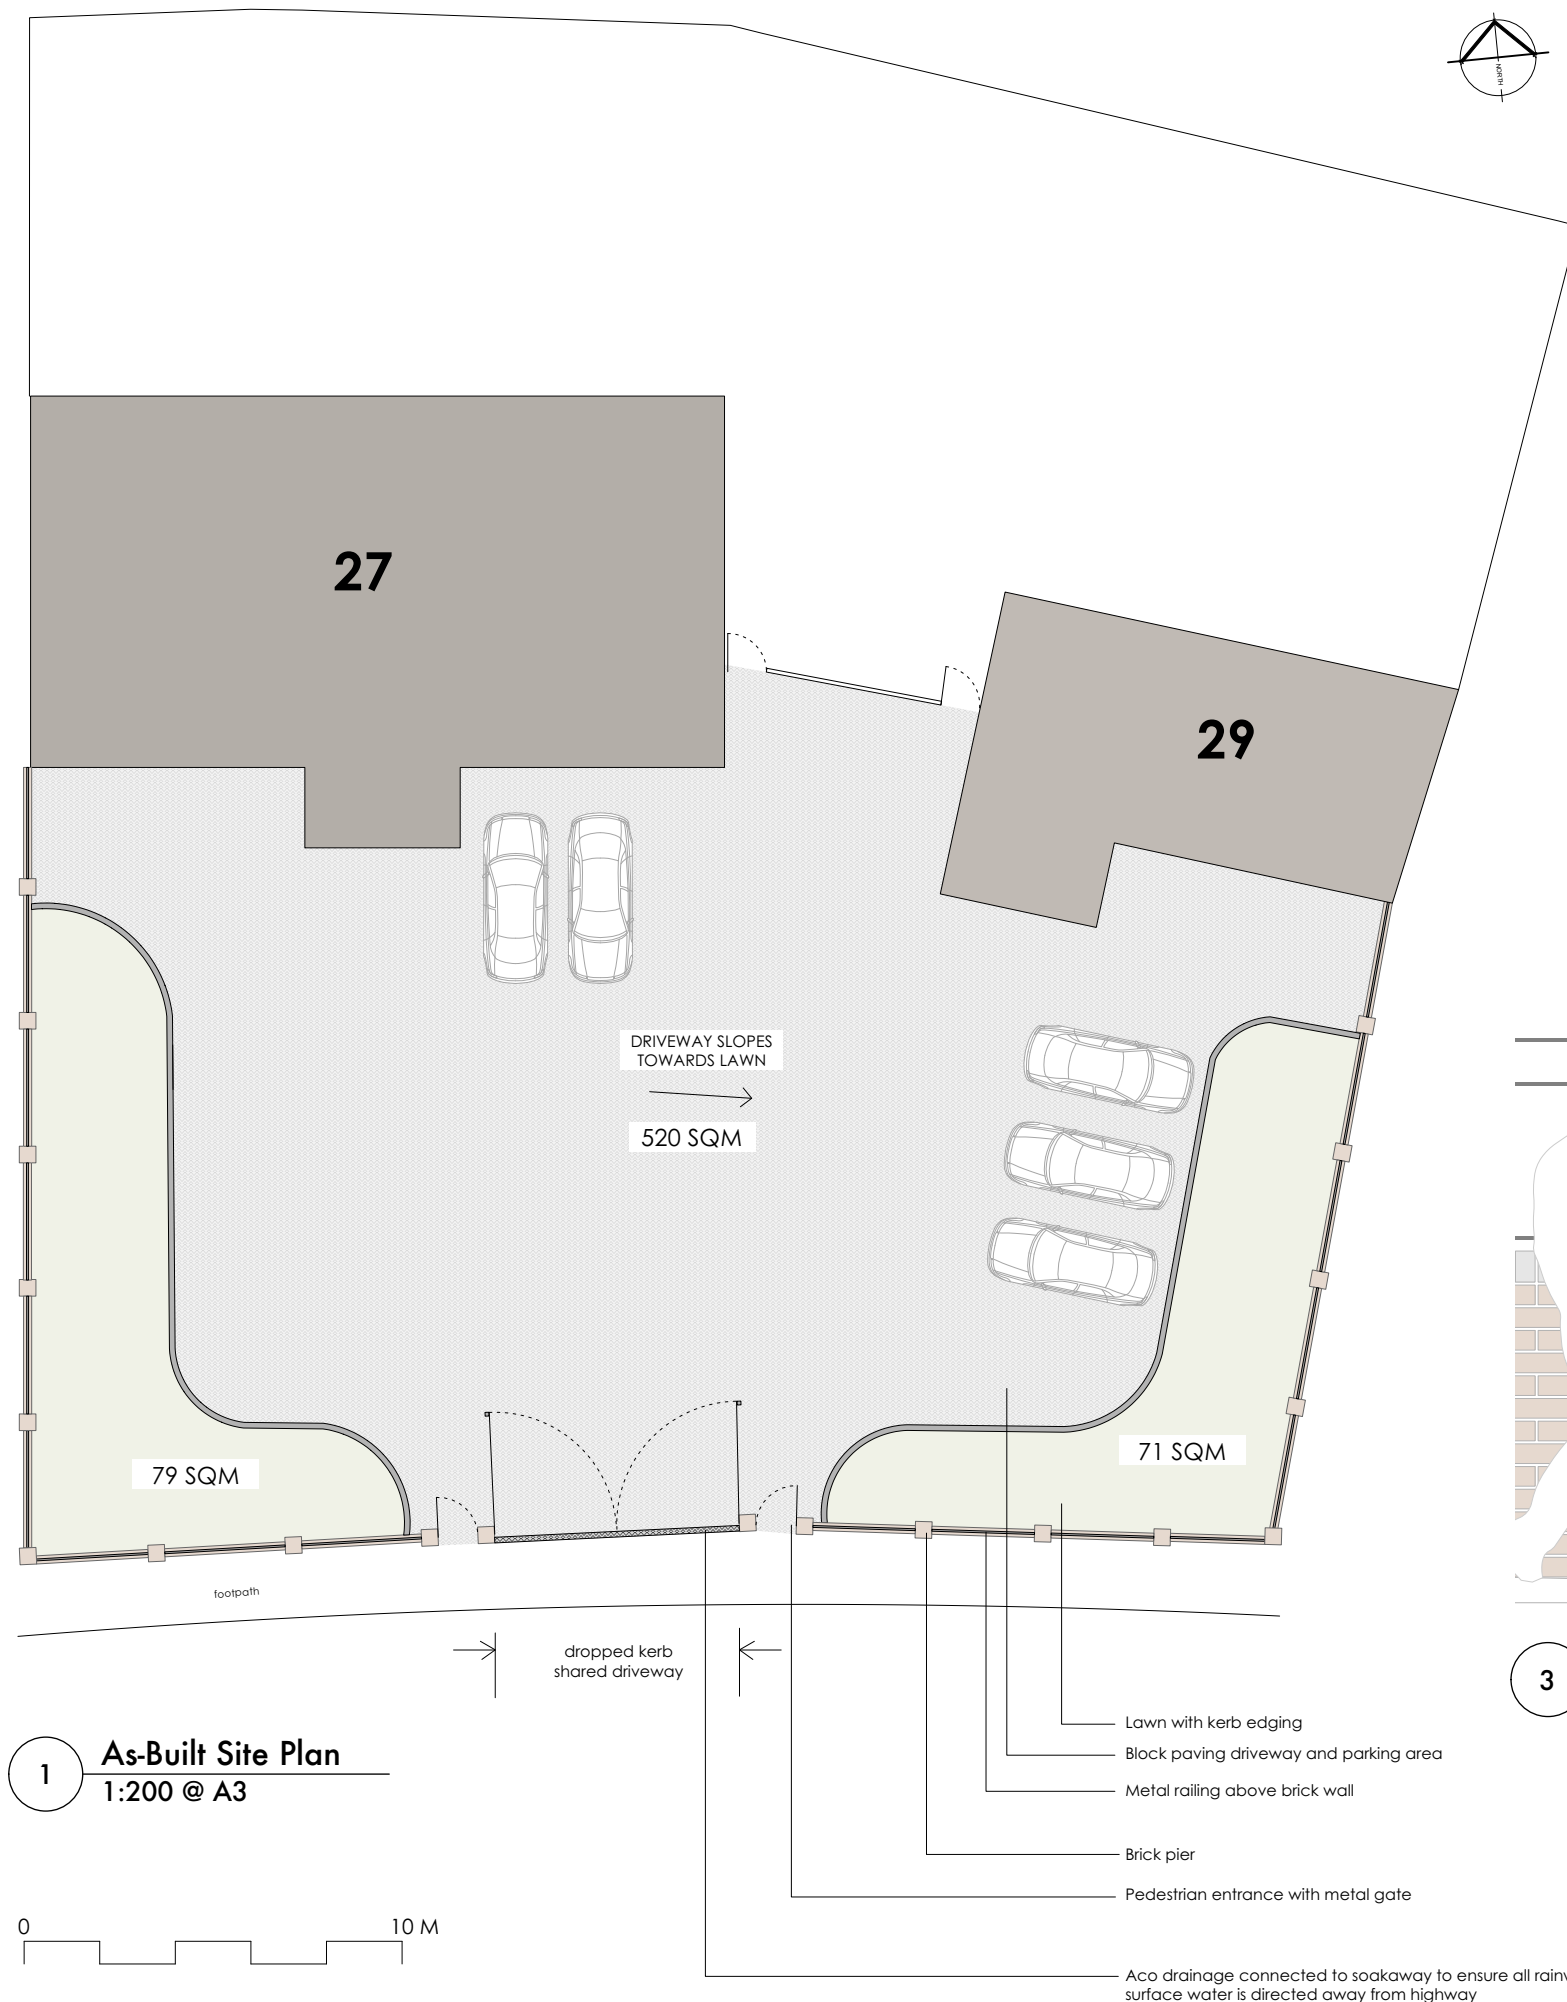 NORTH
27
29
DRIVEWAY SLOPES
TOWARDS LAWN
520 SQM
79 SQM
71 SQM
footpath
dropped kerb
shared driveway
3
Lawn with kerb edging
Block paving driveway and parking area
Metal railing above brick wall
Brick pier
Pedestrian entrance with metal gate
Aco drainage connected to soakaway to ensure all
surface water is directed away from highway
1
As-Built Site Plan
1:200 @ A3
0
10 M